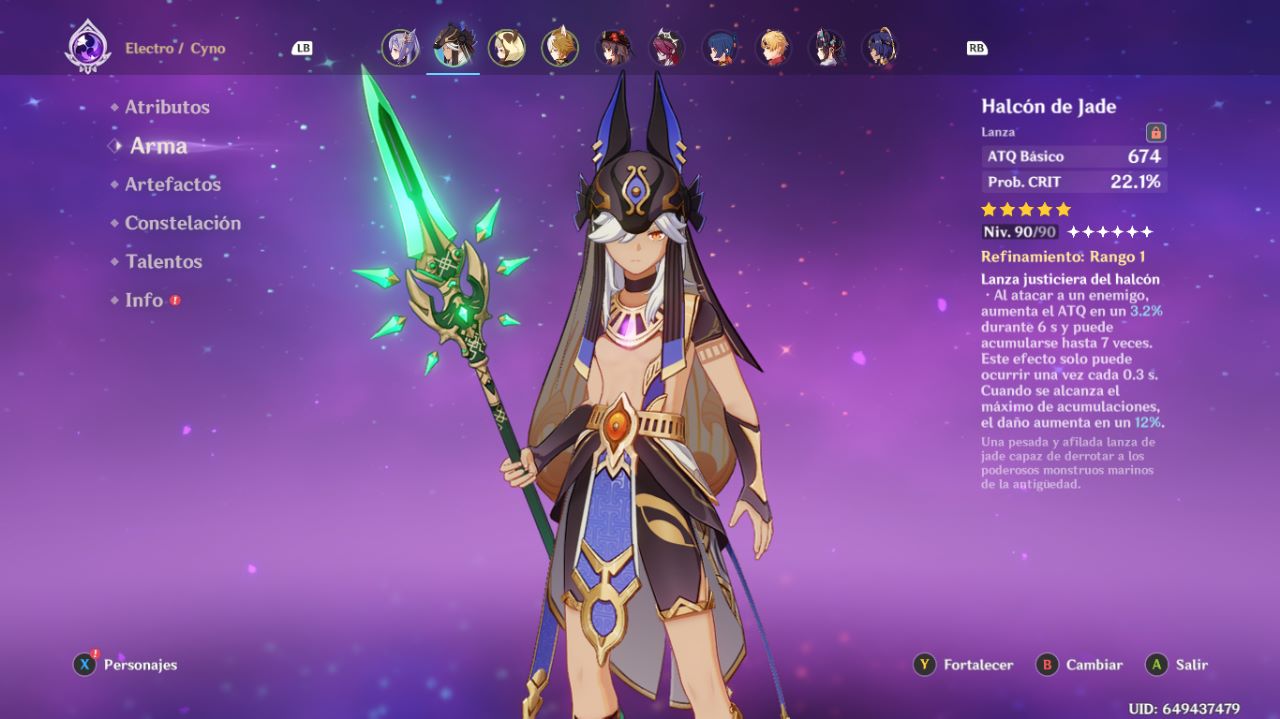 Electro / Cyno
LB
RB
Atributos
Arma
Artefactos
Constelación
Talentos
Info
Halcón de Jade
Lanza
ATQ Básico 674
Prob. CRIT 22.1%
Niv. 90/90
Refinamiento: Rango 1
Lanza justiciera del halcón
· Al atacar a un enemigo,
aumenta el ATQ en un 3.2%
durante 6 s y puede
acumularse hasta 7 veces.
Este efecto solo puede
ocurrir una vez cada 0.3 s.
Cuando se alcanza el
máximo de acumulaciones,
el daño aumenta en un 12%.
Una pesada y afilada lanza de
jade capaz de derrotar a los
poderosos monstruos marinos
de la antigüedad.
X Personajes
Y Fortalecer
B Cambiar
A Salir
UID: 649437479